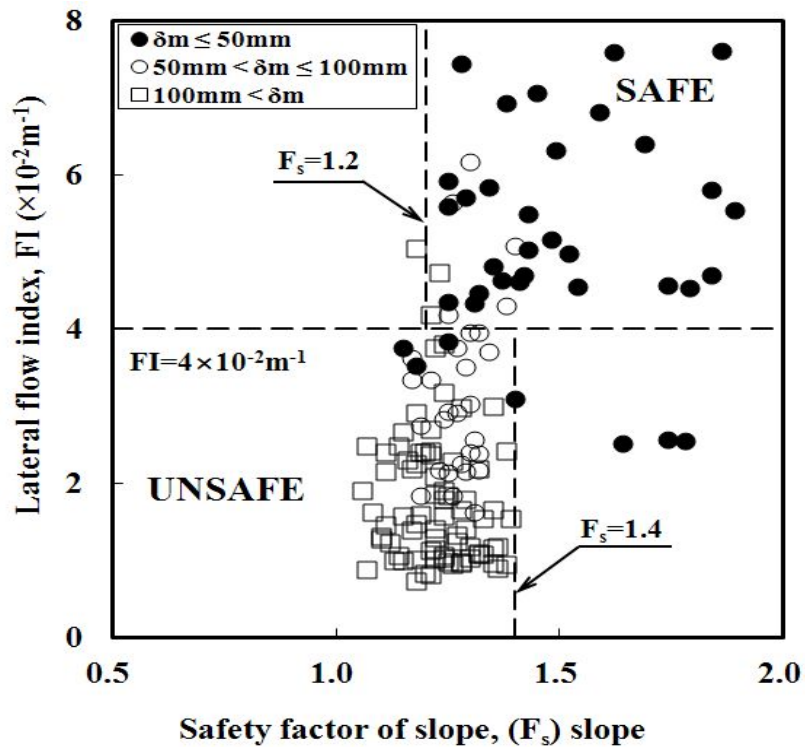 8
6
4
2
0
Lateral flow index, FI (×10⁻²m⁻¹)
δm ≤ 50mm
50mm < δm ≤ 100mm
100mm < δm
SAFE
Fₛ=1.2
FI=4×10⁻²m⁻¹
UNSAFE
Fₛ=1.4
0.5 1.0 1.5 2.0
Safety factor of slope, (Fₛ) slope